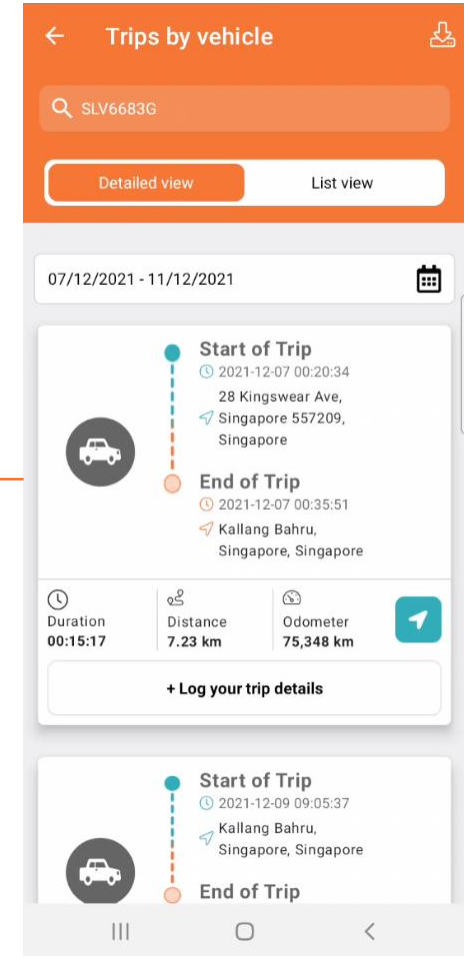 Trips by vehicle
SLV6683G
Detailed view
List view
07/12/2021 - 11/12/2021
Start of Trip
2021-12-07 00:20:34
28 Kingswear Ave,
Singapore 557209,
Singapore
End of Trip
2021-12-07 00:35:51
Kallang Bahru,
Singapore, Singapore
Duration
00:15:17
Distance
7.23 km
Odometer
75,348 km
+ Log your trip details
Start of Trip
2021-12-09 09:05:37
Kallang Bahru,
Singapore, Singapore
End of Trip